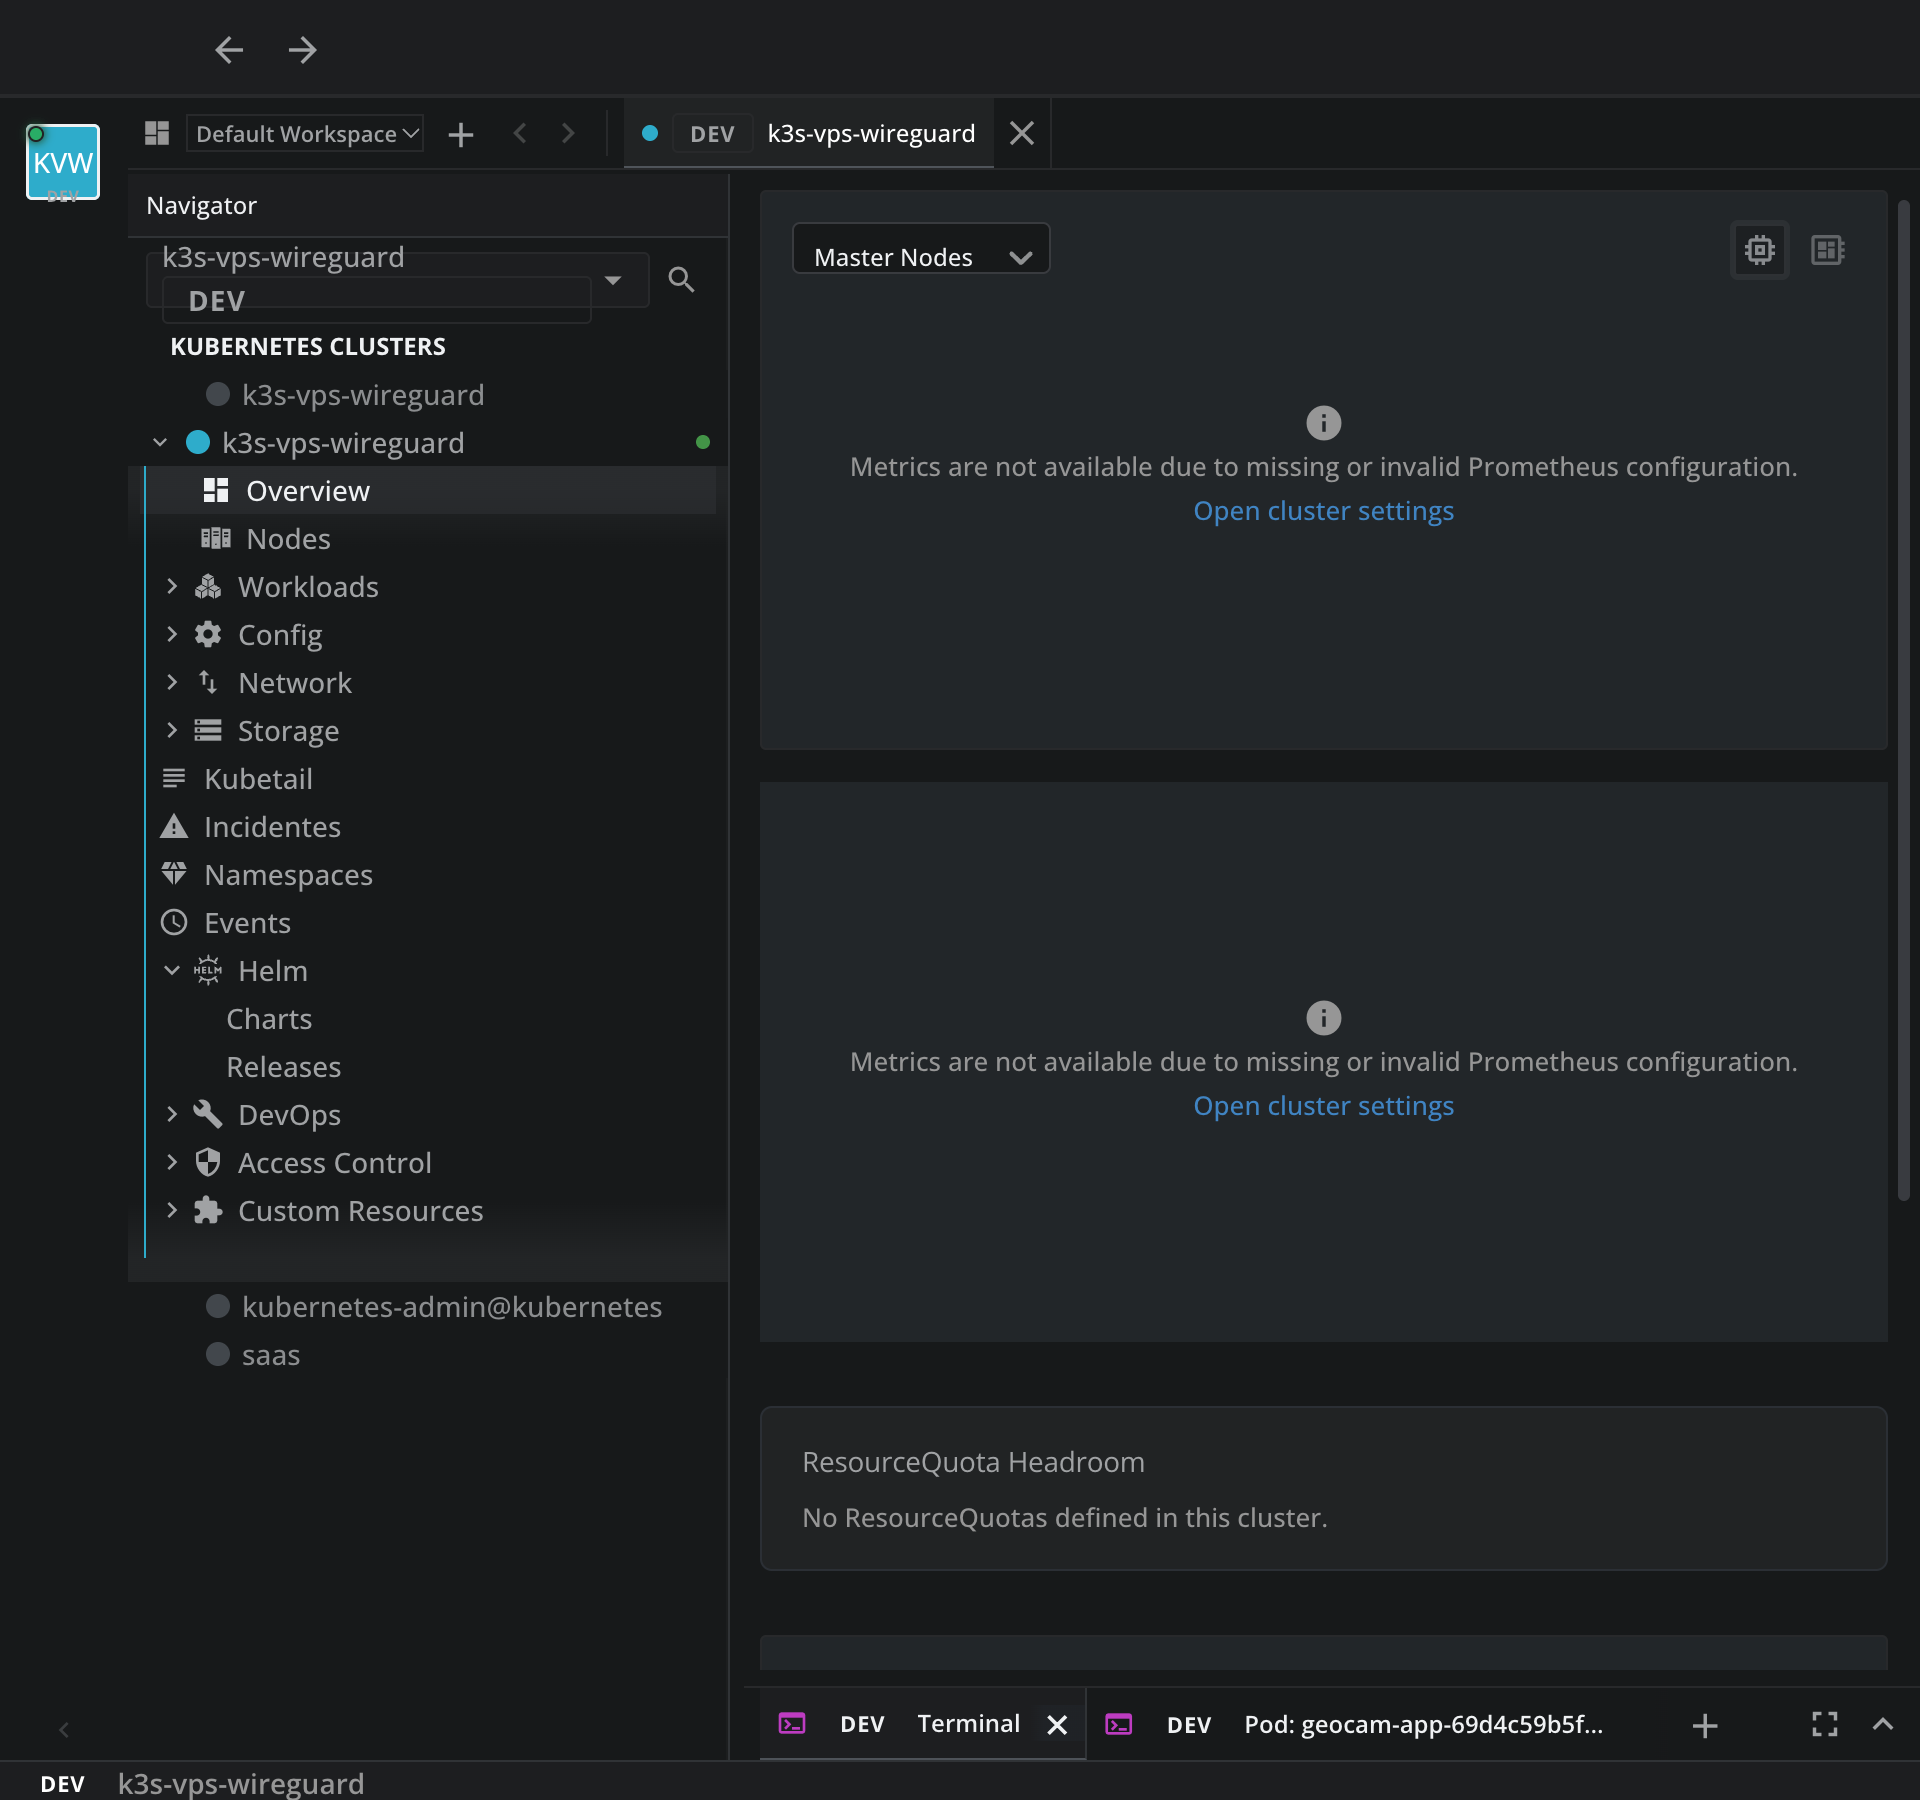 KVW
DEV
Default Workspace
DEV k3s-vps-wireguard
Navigator
k3s-vps-wireguard
DEV
KUBERNETES CLUSTERS
k3s-vps-wireguard
k3s-vps-wireguard
Overview
Nodes
Workloads
Config
Network
Storage
Kubetail
Incidentes
Namespaces
Events
HELM Helm
Charts
Releases
DevOps
Access Control
Custom Resources
kubernetes-admin@kubernetes
saas
Master Nodes
Metrics are not available due to missing or invalid Prometheus configuration.
Open cluster settings
Metrics are not available due to missing or invalid Prometheus configuration.
Open cluster settings
ResourceQuota Headroom
No ResourceQuotas defined in this cluster.
DEV Terminal
DEV Pod: geocam-app-69d4c59b5f...
DEV k3s-vps-wireguard